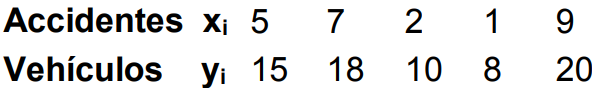 Accidentes xi 5 7 2 1 9
Vehículos yi 15 18 10 8 20